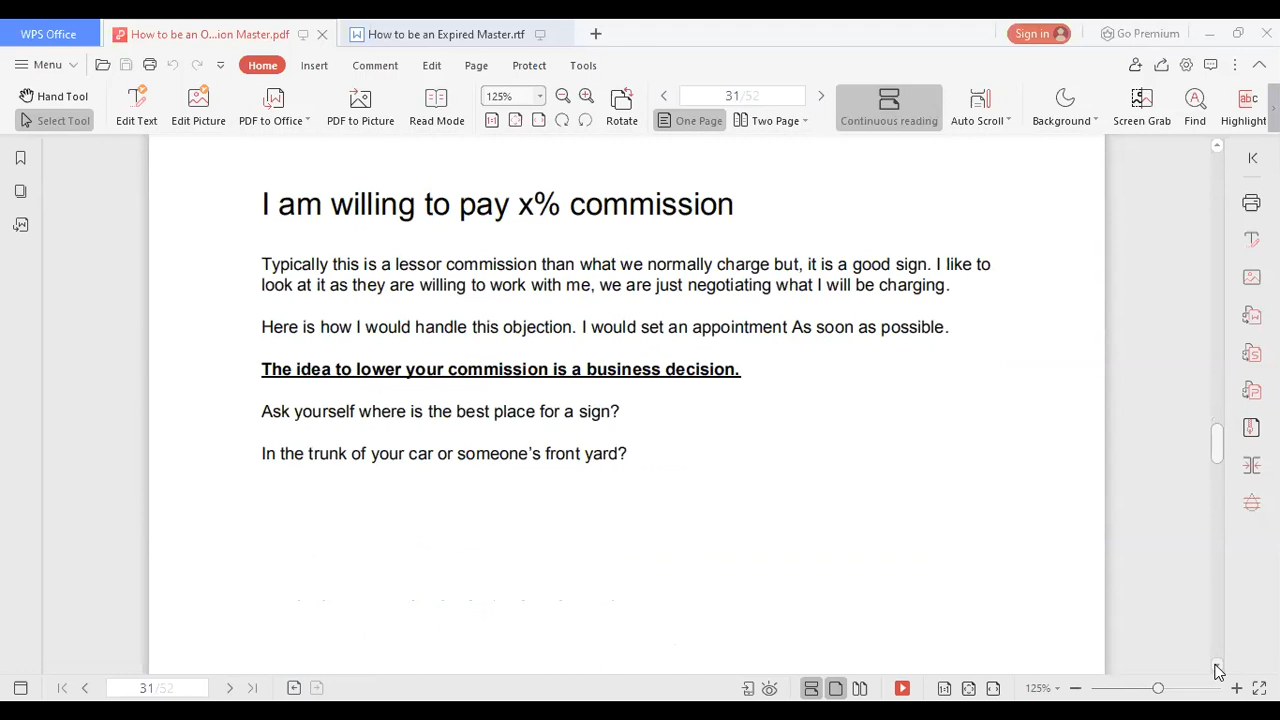 WPS Office
How to be an O...ion Master.pdf
How to be an Expired Master.rtf
Sign in
Go Premium
Menu
Home
Insert
Comment
Edit
Page
Protect
Tools
Hand Tool
Select Tool
Edit Text
Edit Picture
PDF to Office
PDF to Picture
Read Mode
125%
Rotate
31/52
One Page
Two Page
Continuous reading
Auto Scroll
Background
Screen Grab
Find
Highlight
I am willing to pay x% commission
Typically this is a lessor commission than what we normally charge but, it is a good sign. I like to
look at it as they are willing to work with me, we are just negotiating what I will be charging.
Here is how I would handle this objection. I would set an appointment As soon as possible.
The idea to lower your commission is a business decision.
Ask yourself where is the best place for a sign?
In the trunk of your car or someone's front yard?
31/52
125%